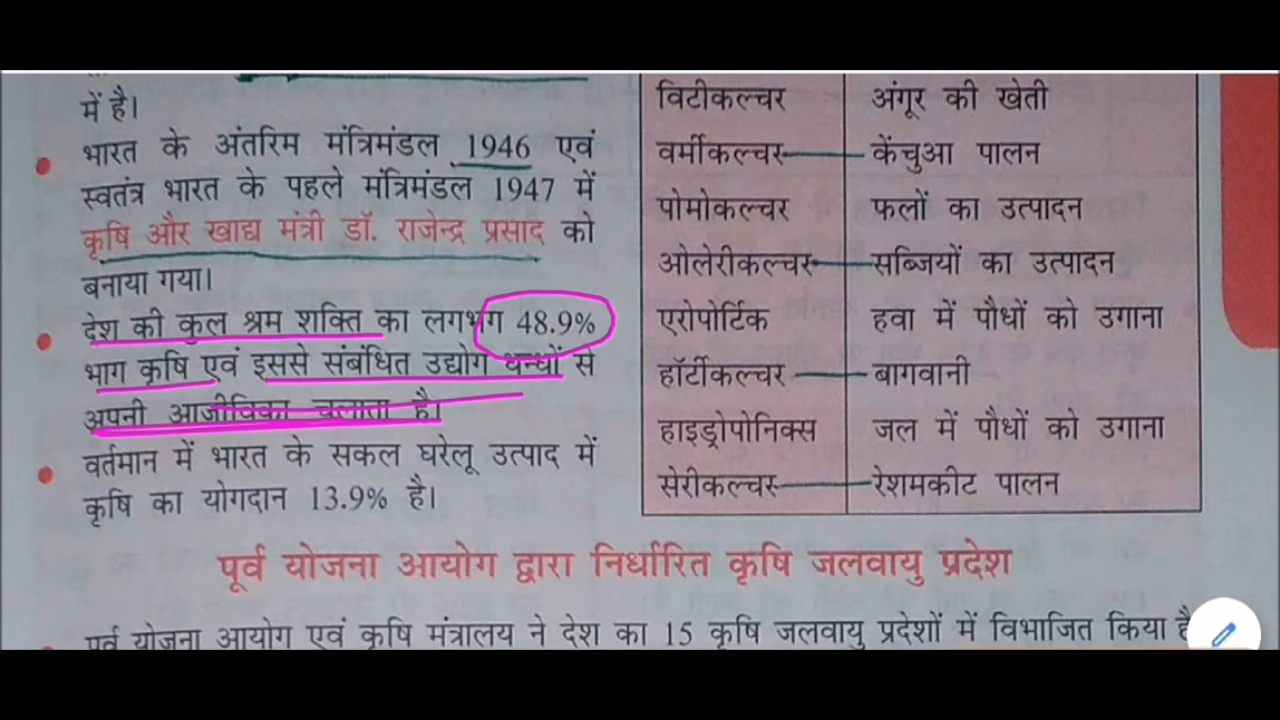 में है।
भारत के अंतरिम मंत्रिमंडल 1946 एवं
स्वतंत्र भारत के पहले मंत्रिमंडल 1947 में
कृषि और खाद्य मंत्री डॉ. राजेन्द्र प्रसाद को
बनाया गया।
देश की कुल श्रम शक्ति का लगभग 48.9%
भाग कृषि एवं इससे संबंधित उद्योग धन्धों से
अपनी आजीविका चलाता है।
वर्तमान में भारत के सकल घरेलू उत्पाद में
कृषि का योगदान 13.9% है।
विटीकल्चर अंगूर की खेती
वर्मीकल्चर केंचुआ पालन
पोमोकल्चर फलों का उत्पादन
ओलेरीकल्चर सब्जियों का उत्पादन
एरोपोर्टिक हवा में पौधों को उगाना
हॉर्टीकल्चर बागवानी
हाइड्रोपोनिक्स जल में पौधों को उगाना
सेरीकल्चर रेशमकीट पालन
पूर्व योजना आयोग द्वारा निर्धारित कृषि जलवायु प्रदेश
पूर्व योजना आयोग एवं कृषि मंत्रालय ने देश का 15 कृषि जलवायु प्रदेशों में विभाजित किया है